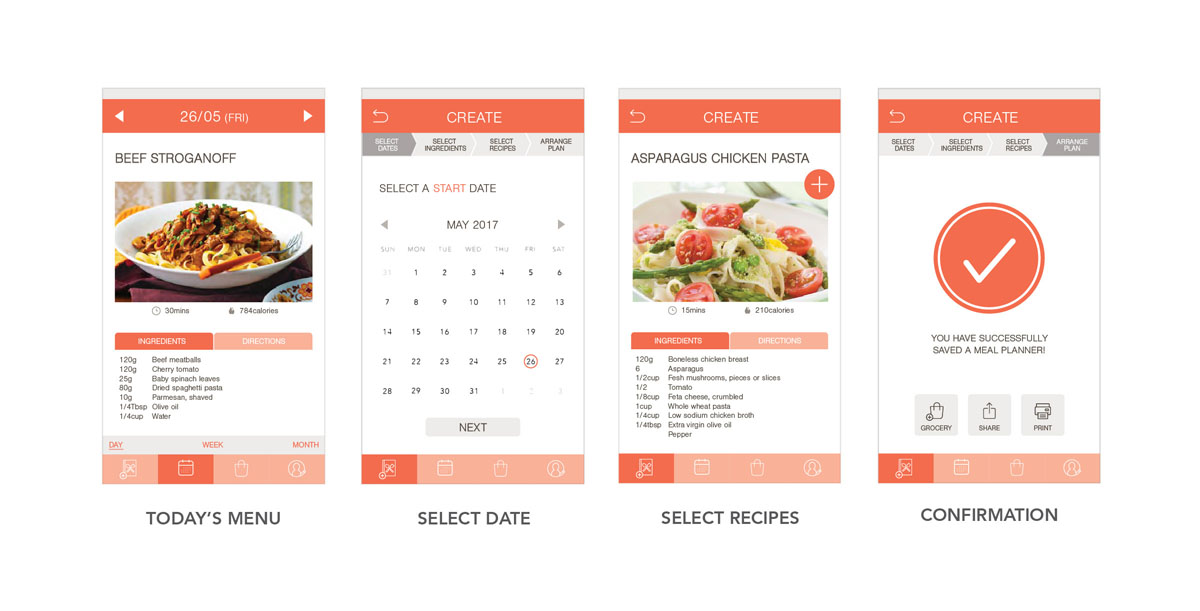 26/05 (FRI)
BEEF STROGANOFF
30mins 784calories
INGREDIENTS DIRECTIONS
120g Beef meatballs
120g Cherry tomato
25g Baby spinach leaves
80g Dried spaghetti pasta
10g Parmesan, shaved
1/4Tbsp Olive oil
1/4cup Water
DAY WEEK MONTH
TODAY'S MENU
CREATE
SELECT DATES SELECT INGREDIENTS SELECT RECIPES ARRANGE PLAN
SELECT A START DATE
MAY 2017
SUN MON TUE WED THU FRI SAT
31 1 2 3 4 5 6
7 8 9 10 11 12 13
14 15 16 17 18 19 20
21 22 23 24 25 26 27
28 29 30 31 1 2 3
NEXT
SELECT DATE
CREATE
SELECT DATES SELECT INGREDIENTS SELECT RECIPES ARRANGE PLAN
ASPARAGUS CHICKEN PASTA
15mins 210calories
INGREDIENTS DIRECTIONS
120g Boneless chicken breast
6 Asparagus
1/2cup Fesh mushrooms, pieces or slices
1/2 Tomato
1/8cup Feta cheese, crumbled
1cup Whole wheat pasta
1/4cup Low sodium chicken broth
1/4tbsp Extra virgin olive oil
Pepper
SELECT RECIPES
CREATE
SELECT DATES SELECT INGREDIENTS SELECT RECIPES ARRANGE PLAN
YOU HAVE SUCCESSFULLY
SAVED A MEAL PLANNER!
GROCERY SHARE PRINT
CONFIRMATION